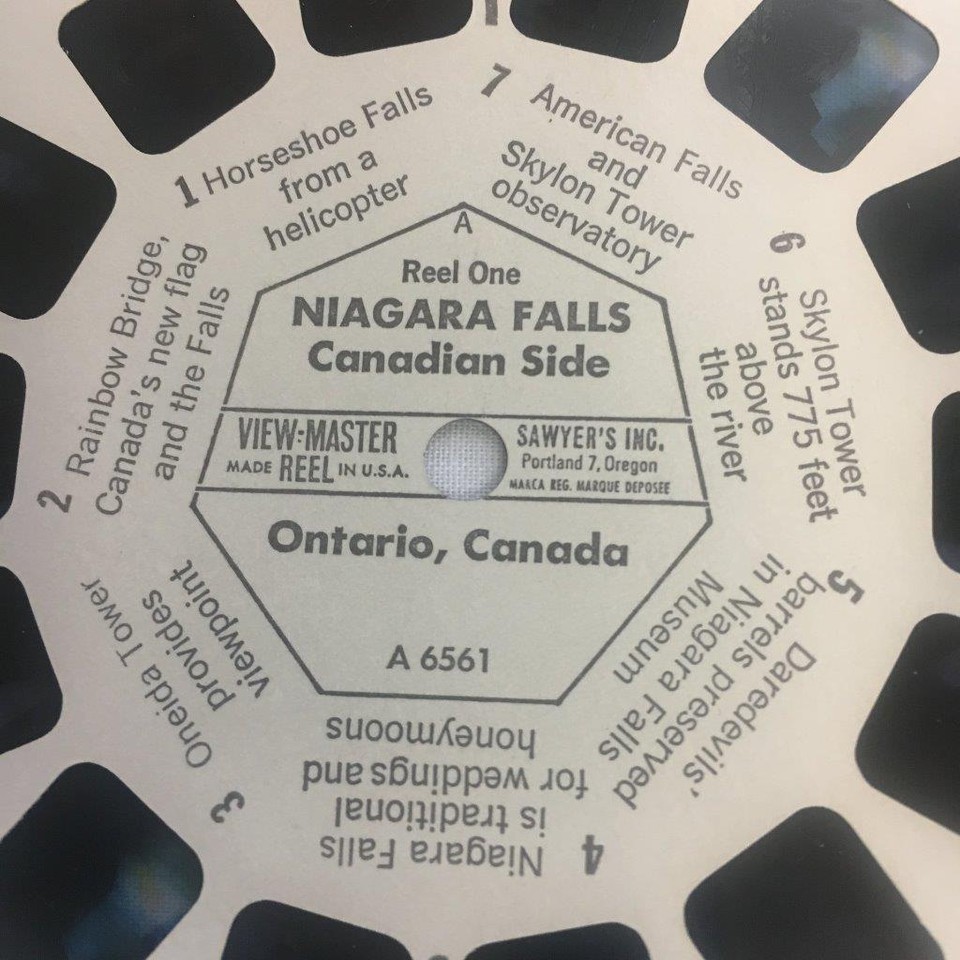 A
Reel One
NIAGARA FALLS
Canadian Side
VIEW-MASTER
MADE REEL IN U.S.A.
SAWYER'S INC.
Portland 7, Oregon
MARCA REG. MARQUE DEPOSEE
Ontario, Canada
A 6561
1 Horseshoe Falls
from a
helicopter
2 Rainbow Bridge,
Canada's new flag
and the Falls
3 Oneida Tower
provides
viewpoint
4 Niagara Falls
is traditional
for weddings and
honeymoons
5 Daredevils'
barrels preserved
in Niagara Falls
Museum
6 Skylon Tower
stands 775 feet
above
the river
7 American Falls
and
Skylon Tower
observatory